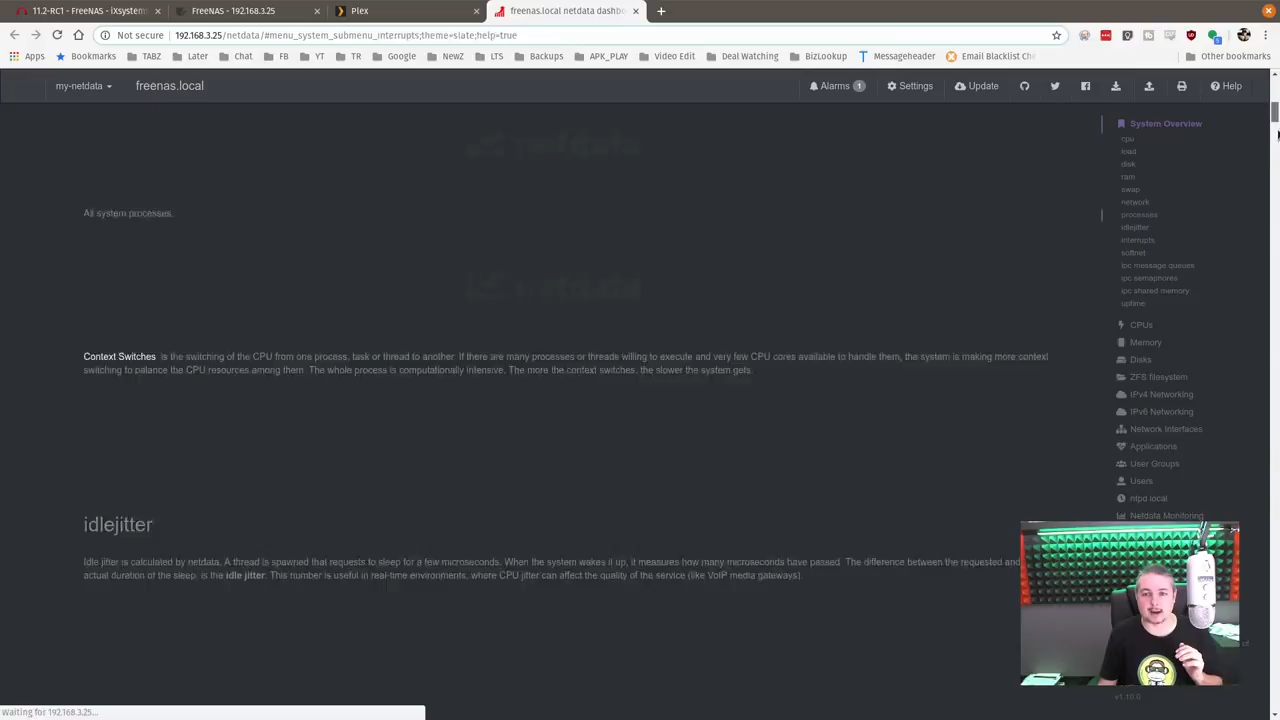 11.2-RC1 - FreeNAS - iXsystems
FreeNAS - 192.168.3.25
Plex
freenas.local netdata dashbo
Not secure
192.168.3.25/netdata/#menu_system_submenu_interrupts;theme=slate;help=true
Apps
Bookmarks
TABZ
Later
Chat
FB
YT
TR
Google
NewZ
LTS
Backups
APK_PLAY
Video Edit
Deal Watching
BizLookup
Messageheader
Email Blacklist Che
Other bookmarks
my-netdata
freenas.local
Alarms 1
Settings
Update
Help
netdata
All system processes.
netdata
Context Switches, is the switching of the CPU from one process, task or thread to another. If there are many processes or threads willing to execute and very few CPU cores available to handle them, the system is making more context
switching to balance the CPU resources among them. The whole process is computationally intensive. The more the context switches, the slower the system gets.
idlejitter
Idle jitter is calculated by netdata. A thread is spawned that requests to sleep for a few microseconds. When the system wakes it up, it measures how many microseconds have passed. The difference between the requested and
actual duration of the sleep, is the idle jitter. This number is useful in real-time environments, where CPU jitter can affect the quality of the service (like VoIP media gateways).
System Overview
cpu
load
disk
ram
swap
network
processes
idlejitter
interrupts
softnet
ipc message queues
ipc semaphores
ipc shared memory
uptime
CPUs
Memory
Disks
ZFS filesystem
IPv4 Networking
IPv6 Networking
Network Interfaces
Applications
User Groups
Users
ntpd local
Netdata Monitoring
v1.10.0
Waiting for 192.168.3.25...